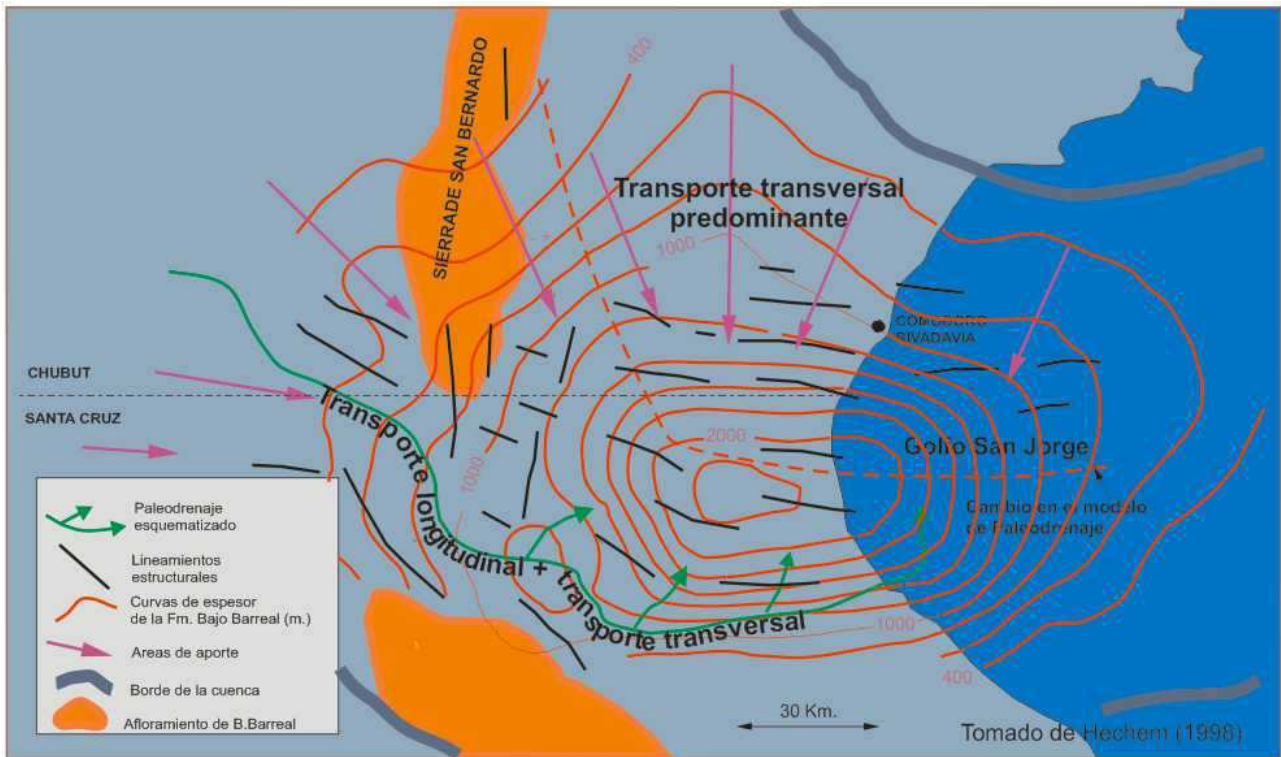 400
SIERRADE SAN BERNARDO
Transporte transversal
predominante
1000
COMODORO
RIVADAVIA
CHUBUT
SANTA CRUZ
Transporte longitudinal + transporte transversal
1000
2000
Golfo San Jorge
Cambio en el modelo
de Paleodrenaje
Paleodrenaje
esquematizado
Lineamientos
estructurales
Curvas de espesor
de la Fm. Bajo Barreal (m.)
Areas de aporte
Borde de la cuenca
Afloramiento de B.Barreal
1000
400
30 Km.
Tomado de Hechem (1998)